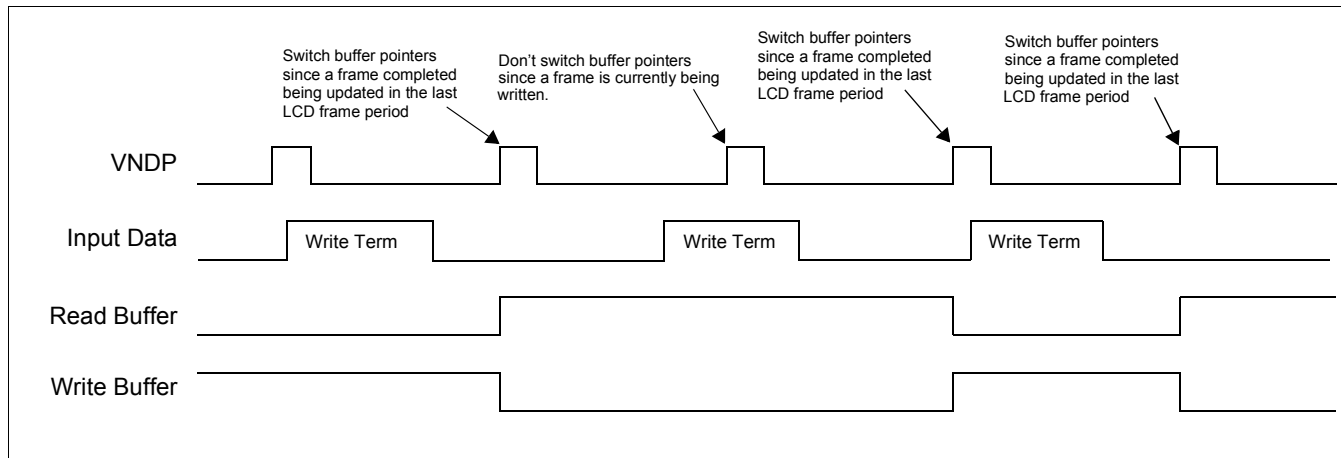 Switch buffer pointers
since a frame completed
being updated in the last
LCD frame period
Don’t switch buffer pointers
since a frame is currently being
written.
Switch buffer pointers
since a frame completed
being updated in the last
LCD frame period
Switch buffer pointers
since a frame completed
being updated in the last
LCD frame period
VNDP
Input Data
Write Term
Write Term
Write Term
Read Buffer
Write Buffer